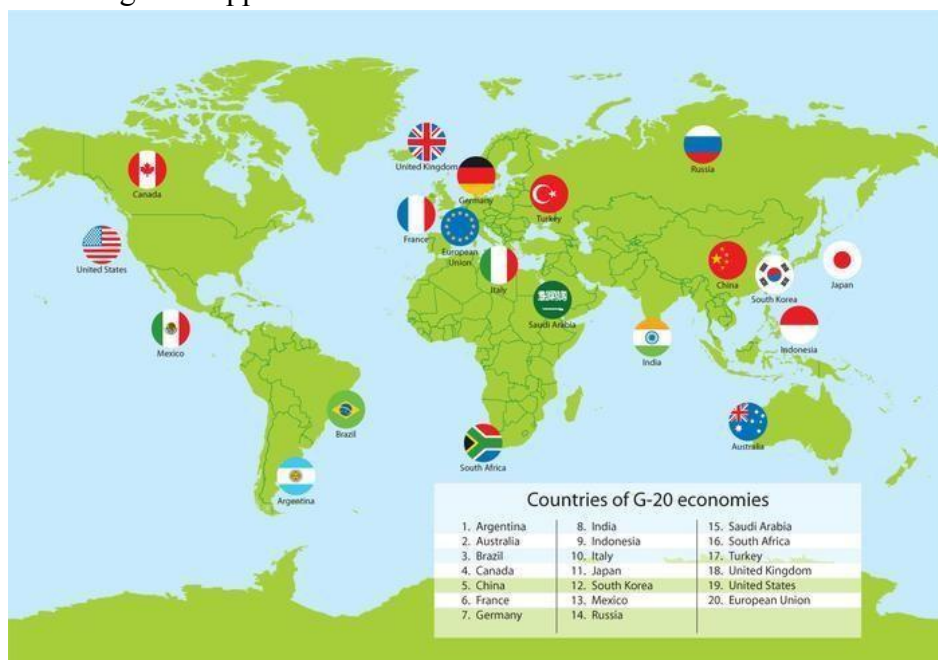 Canada
United Kingdom
Germany
Russia
Turkey
France
European
Union
United States
Italy
China
South Korea
Japan
Saudi Arabia
Mexico
India
Indonesia
Brazil
Australia
South Africa
Argentina
Countries of G-20 economies
1. Argentina
2. Australia
3. Brazil
4. Canada
5. China
6. France
7. Germany
8. India
9. Indonesia
10. Italy
11. Japan
12. South Korea
13. Mexico
14. Russia
15. Saudi Arabia
16. South Africa
17. Turkey
18. United Kingdom
19. United States
20. European Union